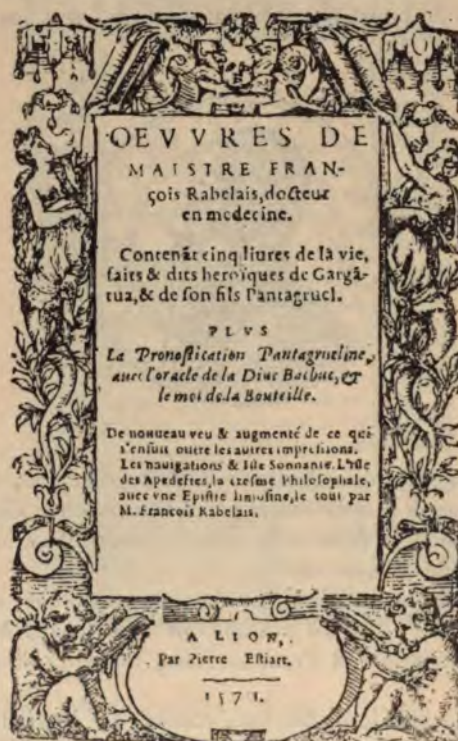 OEVVRES DE
MAISTRE FRAN-
çois Rabelais, docteur
en medecine.
Contenãt cinq liures de la vie,
faits & dits heroïques de Gargã-
tua, & de son fils Pantagruel.
PLVS
La Pronostication Pantagrueline,
auec l'oracle de la Diue Bacbuc, &
le mot de la Bouteille.
De nouueau veu & augmenté de ce qui
s'ensuit outre les autres impressions.
Les nauigations & Isle Sonnante. L'Isle
des Apedeftes, la cresme Philosophale,
auec vne Epistre limosine, le tout par
M. Francois Rabelais.
A LION,
Par Pierre Estiart.
1571.